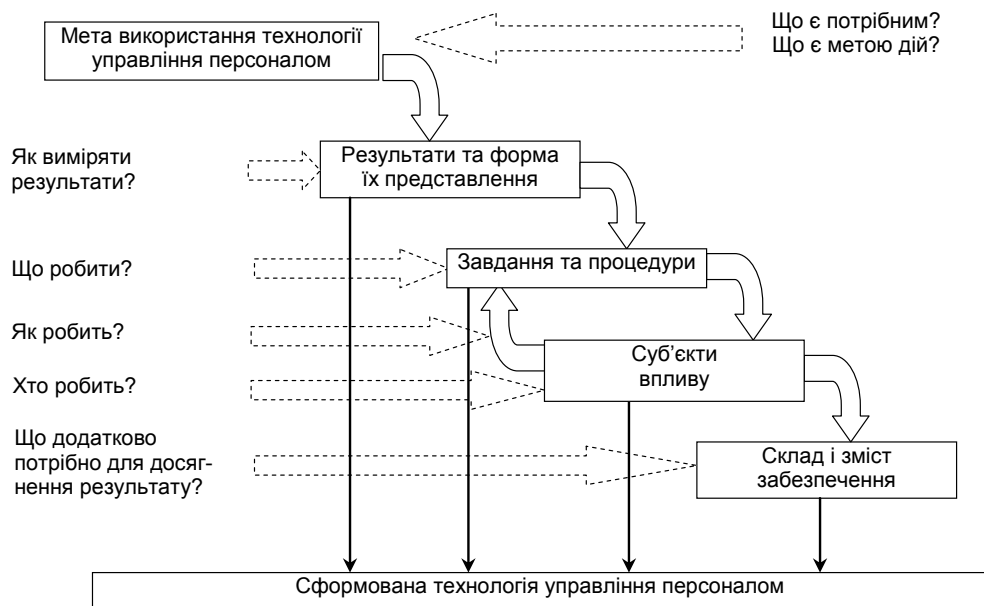 Що є потрібним?
Що є метою дій?
Мета використання технології
управління персоналом
Як виміряти
результати?
Результати та форма
їх представлення
Що робити?
Завдання та процедури
Як робить?
Суб’єкти
впливу
Хто робить?
Що додатково
потрібно для досяг-
нення результату?
Склад і зміст
забезпечення
Сформована технологія управління персоналом